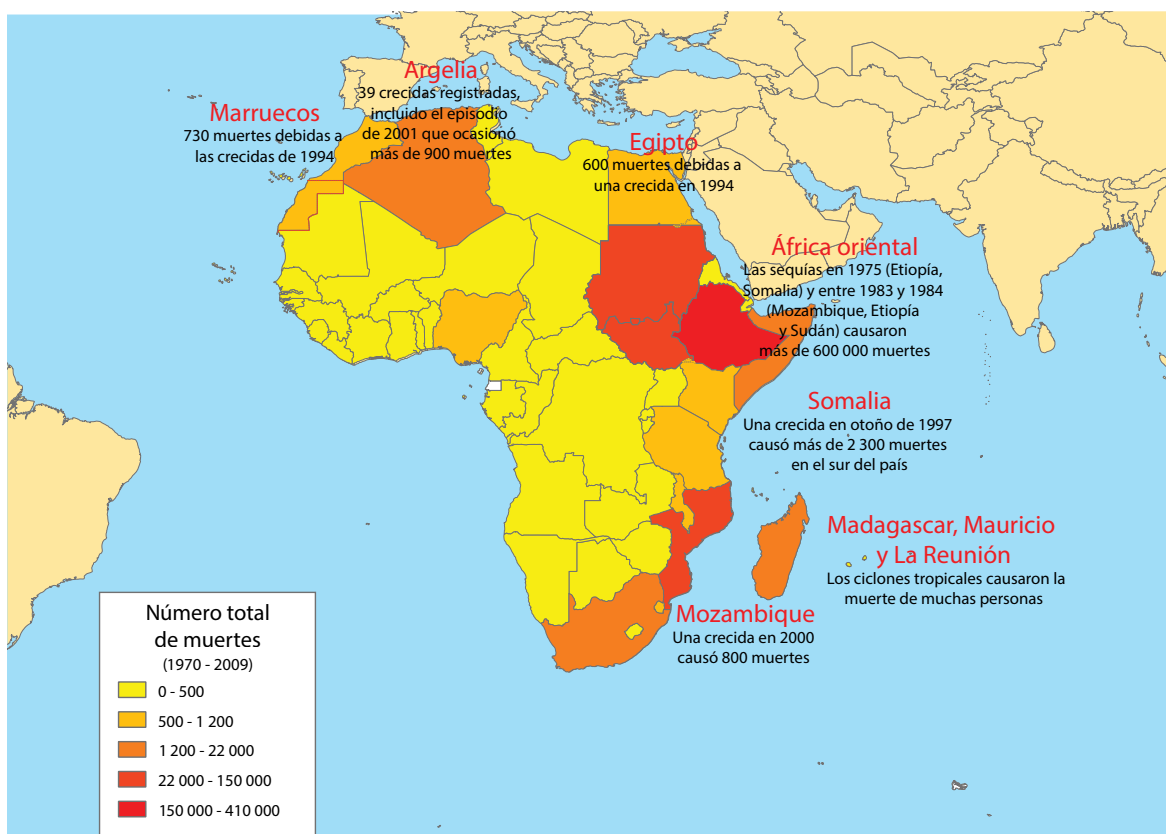 Argelia
39 crecidas registradas,
incluido el episodio
de 2001 que ocasionó
más de 900 muertes
Marruecos
730 muertes debidas a
las crecidas de 1994
Egipto
600 muertes debidas a
una crecida en 1994
África oriental
Las sequías en 1975 (Etiopía,
Somalia) y entre 1983 y 1984
(Mozambique, Etiopía
y Sudán) causaron
más de 600 000 muertes
Somalia
Una crecida en otoño de 1997
causó más de 2 300 muertes
en el sur del país
Madagascar, Mauricio
y La Reunión
Los ciclones tropicales causaron la
muerte de muchas personas
Mozambique
Una crecida en 2000
causó 800 muertes
Número total
de muertes
(1970 - 2009)
0 - 500
500 - 1 200
1 200 - 22 000
22 000 - 150 000
150 000 - 410 000